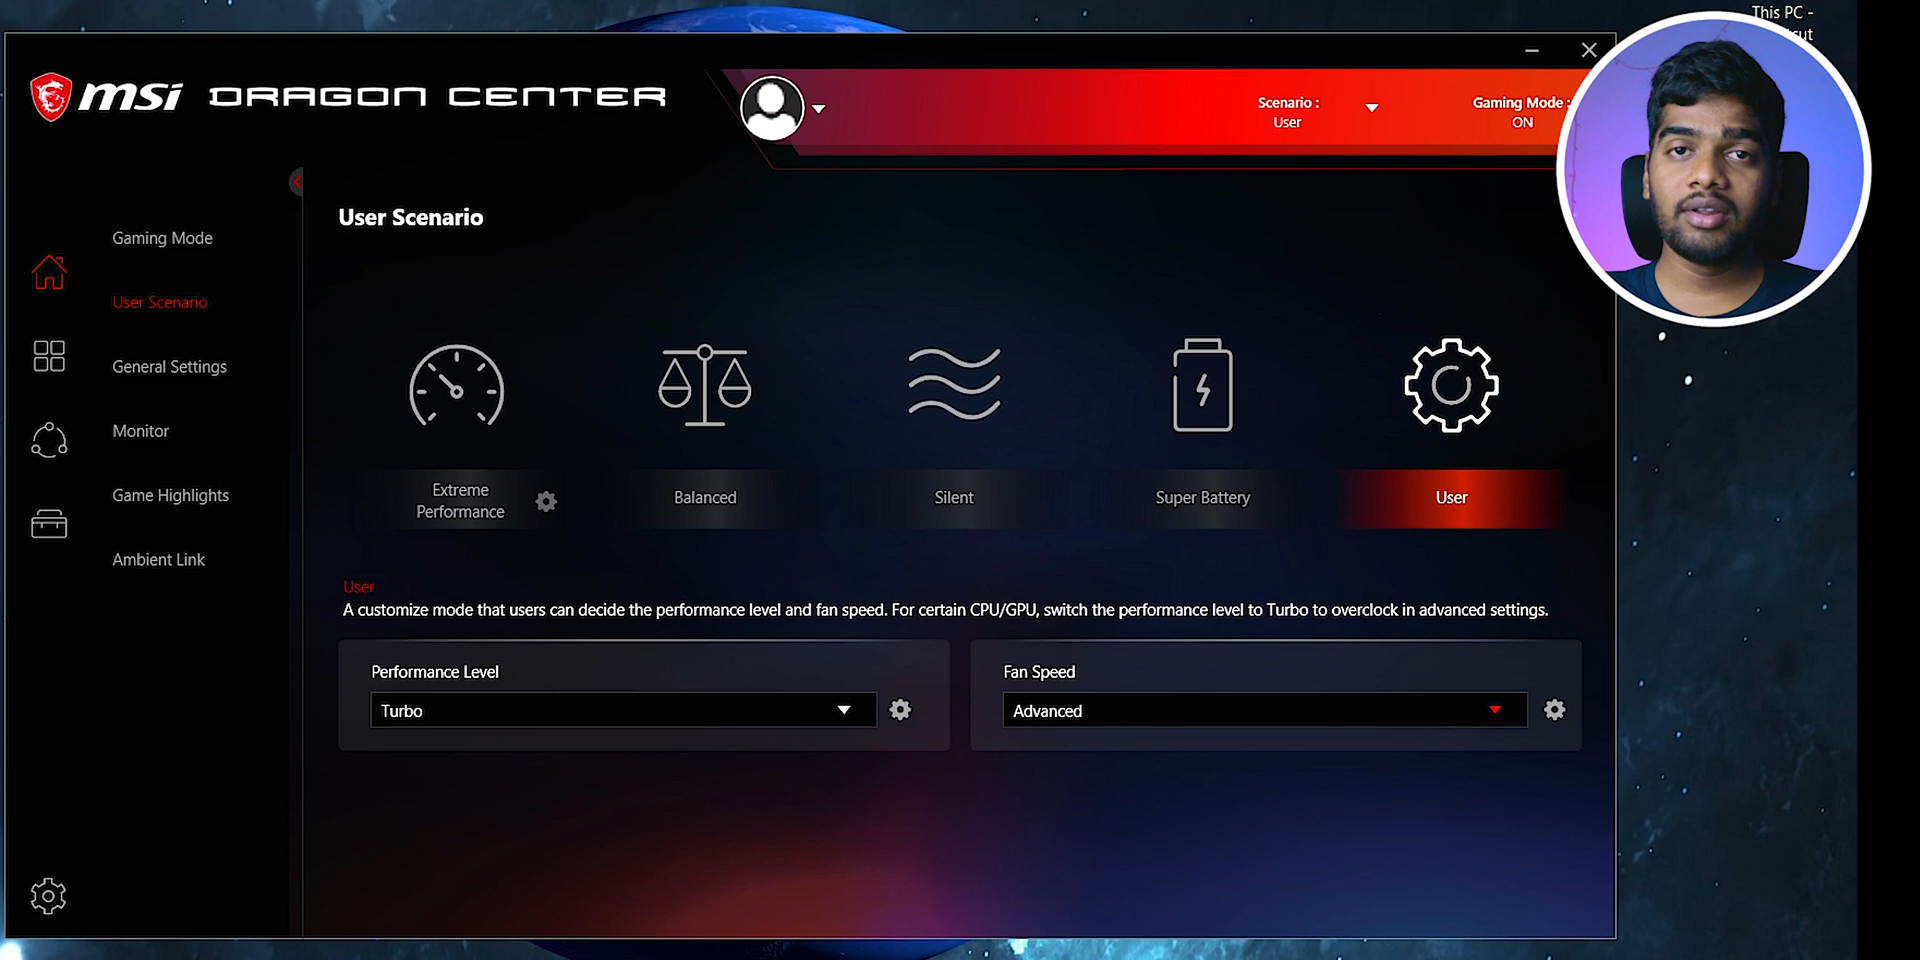 This PC -
msi DRAGON CENTER
Scenario :
User
Gaming Mode :
ON
User Scenario
Gaming Mode
User Scenario
General Settings
Monitor
Game Highlights
Ambient Link
Extreme
Performance
Balanced
Silent
Super Battery
User
User
A customize mode that users can decide the performance level and fan speed. For certain CPU/GPU, switch the performance level to Turbo to overclock in advanced settings.
Performance Level
Turbo
Fan Speed
Advanced